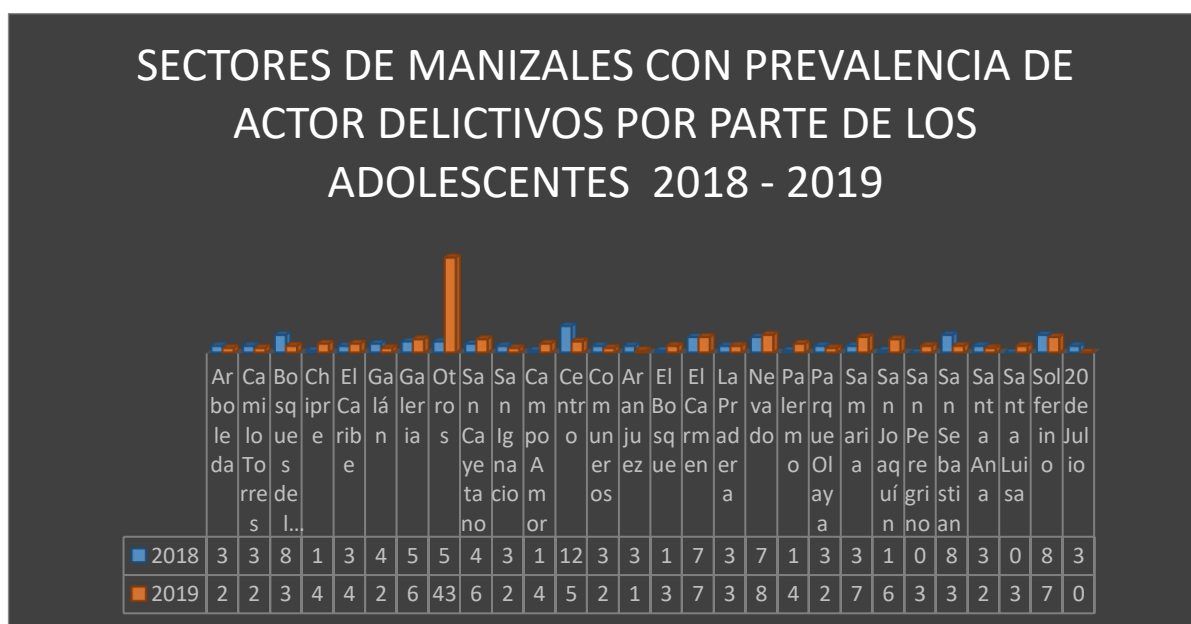 SECTORES DE MANIZALES CON PREVALENCIA DE
ACTOR DELICTIVOS POR PARTE DE LOS
ADOLESCENTES 2018 - 2019
Arboleda
Camilo Torres
Bosques del…
Chipre
El Caribe
Galán
Galeria
Otros
San Cayetano
San Ignacio
Campo Amor
Centro
Comuneros
Aranjuez
El Bosque
El Carmen
La Pradera
Nevado
Palermo
Parque Olaya
Samaria
San Joaquín
San Peregrino
San Sebastian
Santa Ana
Santa Luisa
Solferino
20 de Julio
2018 3 3 8 1 3 4 5 5 4 3 1 12 3 3 1 7 3 7 1 3 3 1 0 8 3 0 8 3
2019 2 2 3 4 4 2 6 43 6 2 4 5 2 1 3 7 3 8 4 2 7 6 3 3 2 3 7 0